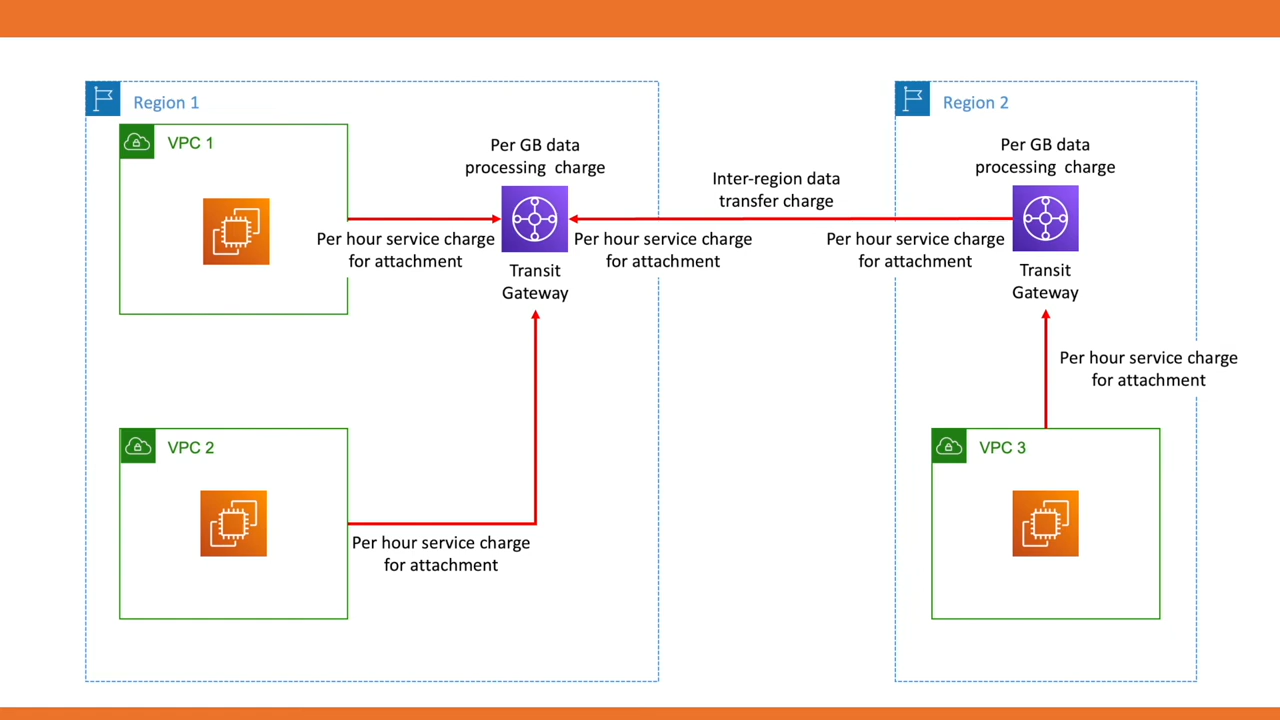 Region 1
VPC 1
Per GB data
processing charge
Per hour service charge
for attachment
Transit
Gateway
Per hour service charge
for attachment
Inter-region data
transfer charge
Per hour service charge
for attachment
Region 2
Per GB data
processing charge
Transit
Gateway
Per hour service charge
for attachment
VPC 2
Per hour service charge
for attachment
VPC 3